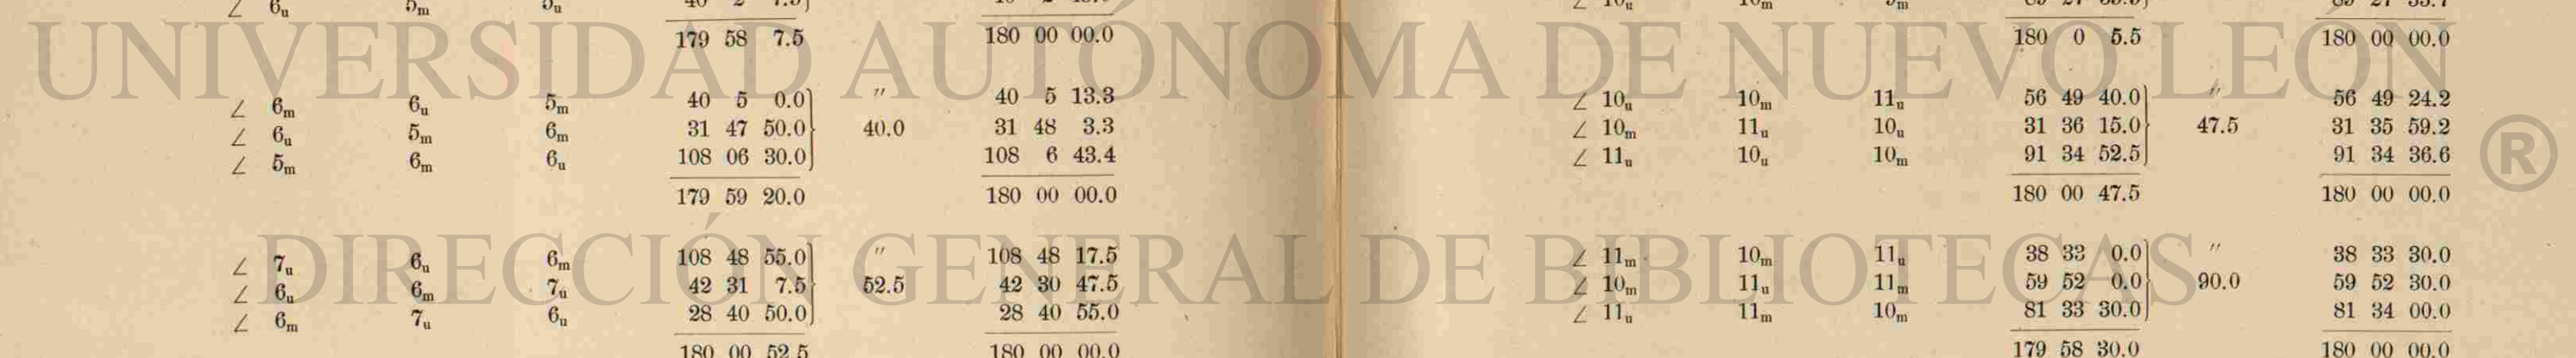 ∠ 6u 5m 5u
179 58 7.5 180 00 00.0
∠ 6m 6u 5m 40 5 0.0 " 40 5 13.3
∠ 6u 5m 6m 31 47 50.0 40.0 31 48 3.3
∠ 5m 6m 6u 108 06 30.0 108 6 43.4
179 59 20.0 180 00 00.0
∠ 7u 6u 6m 108 48 55.0 " 108 48 17.5
∠ 6u 6m 7u 42 31 7.5 52.5 42 30 47.5
∠ 6m 7u 6u 28 40 50.0 28 40 55.0
180 00 52.5 180 00 00.0
∠ 10u 10m 9m
180 0 5.5 180 00 00.0
∠ 10u 10m 11u 56 49 40.0 " 56 49 24.2
∠ 10m 11u 10u 31 36 15.0 47.5 31 35 59.2
∠ 11u 10u 10m 91 34 52.5 91 34 36.6
180 00 47.5 180 00 00.0
∠ 11m 10m 11u 38 33 0.0 " 38 33 30.0
∠ 10m 11u 11m 59 52 0.0 90.0 59 52 30.0
∠ 11u 11m 10m 81 33 30.0 81 34 00.0
179 58 30.0 180 00 00.0
UNIVERSIDAD AUTÓNOMA DE NUEVO LEÓN
®
DIRECCIÓN GENERAL DE BIBLIOTECAS